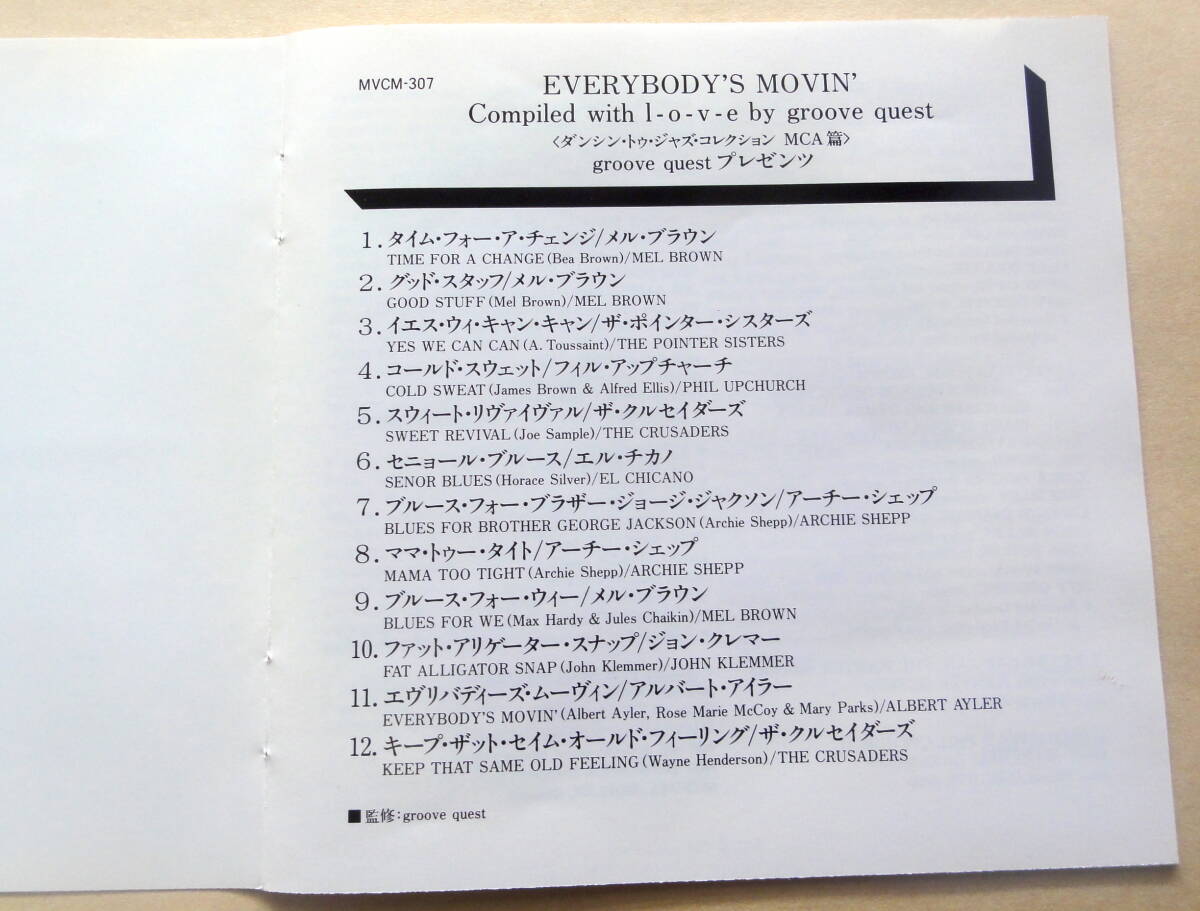 MVCM-307
EVERYBODY'S MOVIN'
Compiled with l-o-v-e by groove quest
〈ダンシン・トゥ・ジャズ・コレクション MCA篇〉
groove quest プレゼンツ
1. タイム・フォー・ア・チェンジ/メル・ブラウン
TIME FOR A CHANGE (Bea Brown)/MEL BROWN
2. グッド・スタッフ/メル・ブラウン
GOOD STUFF (Mel Brown)/MEL BROWN
3. イエス・ウィ・キャン・キャン/ザ・ポインター・シスターズ
YES WE CAN CAN (A. Toussaint)/THE POINTER SISTERS
4. コールド・スウェット/フィル・アップチャーチ
COLD SWEAT (James Brown & Alfred Ellis)/PHIL UPCHURCH
5. スウィート・リヴァイヴァル/ザ・クルセイダーズ
SWEET REVIVAL (Joe Sample)/THE CRUSADERS
6. セニョール・ブルース/エル・チカノ
SENOR BLUES (Horace Silver)/EL CHICANO
7. ブルース・フォー・ブラザー・ジョージ・ジャクソン/アーチー・シェップ
BLUES FOR BROTHER GEORGE JACKSON (Archie Shepp)/ARCHIE SHEPP
8. ママ・トゥー・タイト/アーチー・シェップ
MAMA TOO TIGHT (Archie Shepp)/ARCHIE SHEPP
9. ブルース・フォー・ウィー/メル・ブラウン
BLUES FOR WE (Max Hardy & Jules Chaikin)/MEL BROWN
10. ファット・アリゲーター・スナップ/ジョン・クレマー
FAT ALLIGATOR SNAP (John Klemmer)/JOHN KLEMMER
11. エヴリバディーズ・ムーヴィン/アルバート・アイラー
EVERYBODY'S MOVIN' (Albert Ayler, Rose Marie McCoy & Mary Parks)/ALBERT AYLER
12. キープ・ザット・セイム・オールド・フィーリング/ザ・クルセイダーズ
KEEP THAT SAME OLD FEELING (Wayne Henderson)/THE CRUSADERS
■監修:groove quest